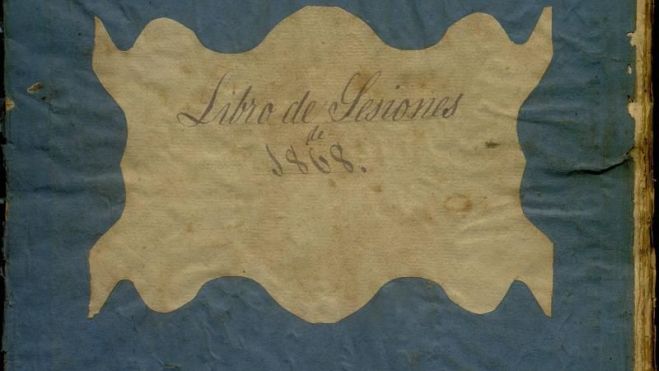 Libro de Sesiones
de
1868.